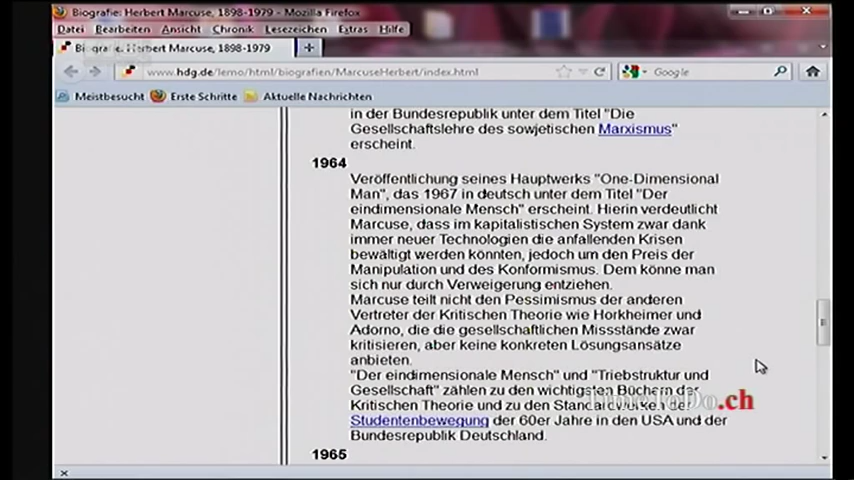 Biografie: Herbert Marcuse, 1898-1979 - Mozilla Firefox
Datei Bearbeiten Ansicht Chronik Lesezeichen Extras Hilfe
Biografie: Herbert Marcuse, 1898-1979
www.hdg.de/lemo/html/biografien/MarcuseHerbert/index.html
Google
Meistbesucht Erste Schritte Aktuelle Nachrichten
in der Bundesrepublik unter dem Titel "Die
Gesellschaftslehre des sowjetischen Marxismus"
erscheint.
1964
Veröffentlichung seines Hauptwerks "One-Dimensional
Man", das 1967 in deutsch unter dem Titel "Der
eindimensionale Mensch" erscheint. Hierin verdeutlicht
Marcuse, dass im kapitalistischen System zwar dank
immer neuer Technologien die anfallenden Krisen
bewältigt werden könnten, jedoch um den Preis der
Manipulation und des Konformismus. Dem könne man
sich nur durch Verweigerung entziehen.
Marcuse teilt nicht den Pessimismus der anderen
Vertreter der Kritischen Theorie wie Horkheimer und
Adorno, die die gesellschaftlichen Missstände zwar
kritisieren, aber keine konkreten Lösungsansätze
anbieten.
"Der eindimensionale Mensch" und "Triebstruktur und
Gesellschaft" zählen zu den wichtigsten Büchern der
Kritischen Theorie und zu den Standardwerken der
TimeToDo.ch
Studentenbewegung der 60er Jahre in den USA und der
Bundesrepublik Deutschland.
1965